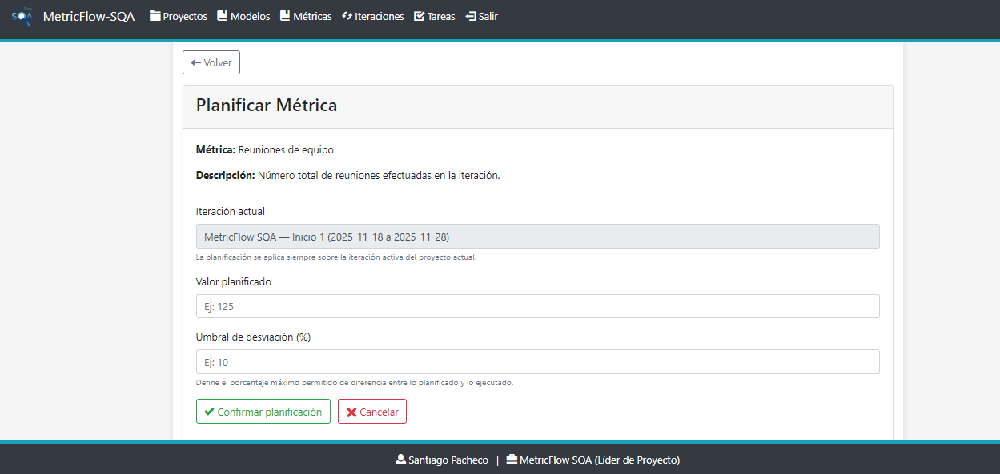 SQA
MetricFlow-SQA Proyectos Modelos Métricas Iteraciones Tareas Salir
Volver
Planificar Métrica
Métrica: Reuniones de equipo
Descripción: Número total de reuniones efectuadas en la iteración.
Iteración actual
MetricFlow SQA — Inicio 1 (2025-11-18 a 2025-11-28)
La planificación se aplica siempre sobre la iteración activa del proyecto actual.
Valor planificado
Ej: 125
Umbral de desviación (%)
Ej: 10
Define el porcentaje máximo permitido de diferencia entre lo planificado y lo ejecutado.
Confirmar planificación Cancelar
Santiago Pacheco | MetricFlow SQA (Líder de Proyecto)